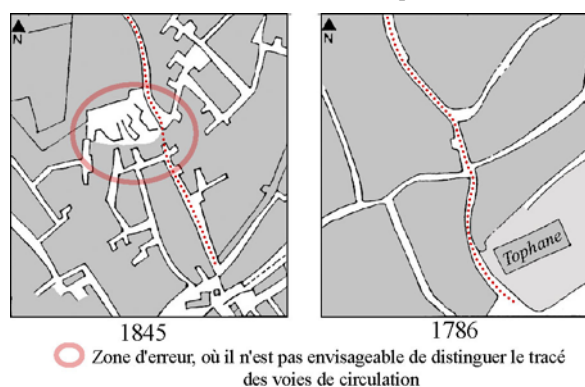 N
N
Tophane
1845
1786
Zone d'erreur, où il n'est pas envisageable de distinguer le tracé
des voies de circulation